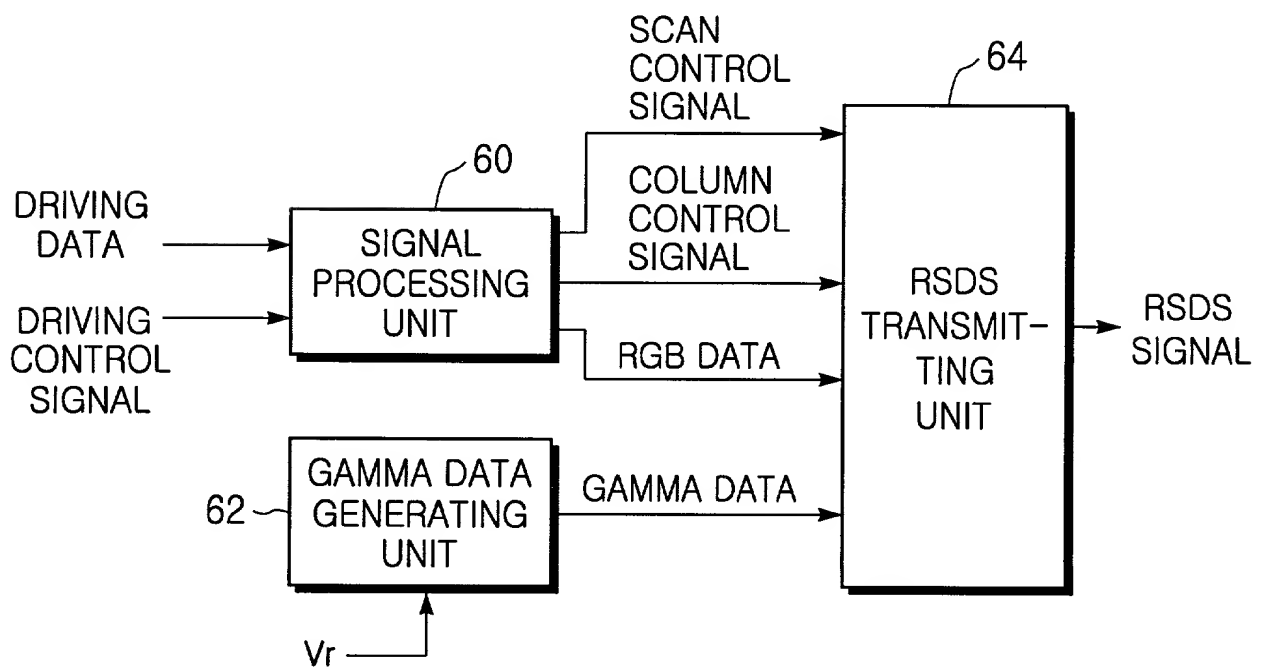 SCAN
CONTROL
SIGNAL
64
60
COLUMN
CONTROL
SIGNAL
DRIVING
DATA
SIGNAL
PROCESSING
UNIT
DRIVING
CONTROL
SIGNAL
RGB DATA
RSDS
TRANSMIT-
TING
UNIT
RSDS
SIGNAL
62
GAMMA DATA
GENERATING
UNIT
GAMMA DATA
Vr